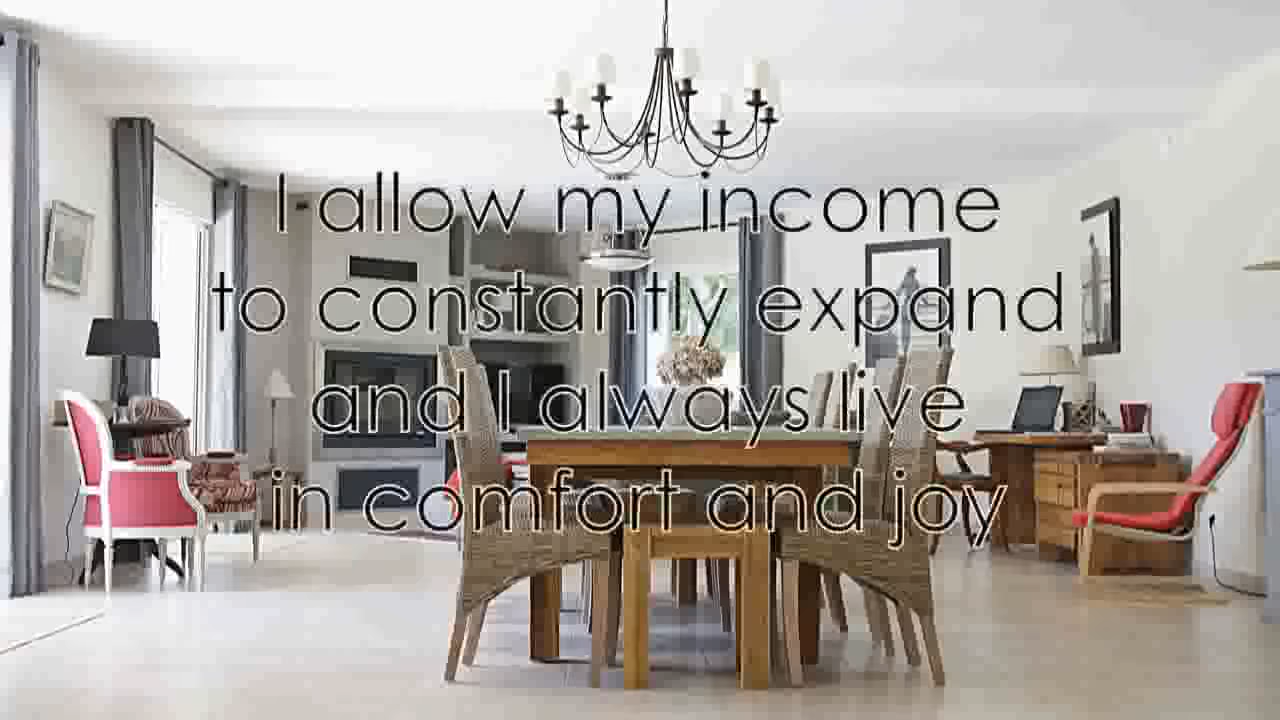 I allow my income
to constantly expand
and I always live
in comfort and joy